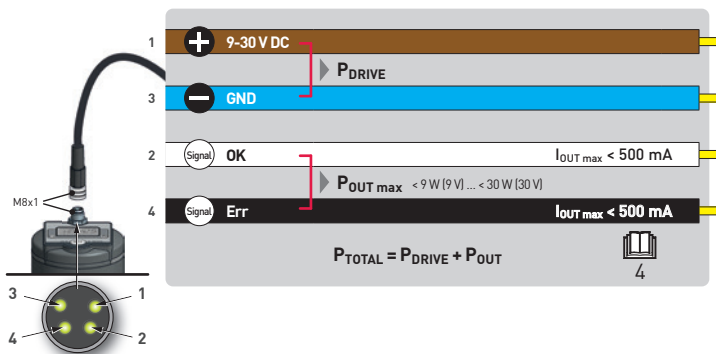 1 + 9-30 V DC
P DRIVE
3 − GND
2 Signal OK I OUT max < 500 mA
M8x1
P OUT max < 9 W (9 V) ... < 30 W (30 V)
4 Signal Err I OUT max < 500 mA
P TOTAL = P DRIVE + P OUT
4
3 1
4 2